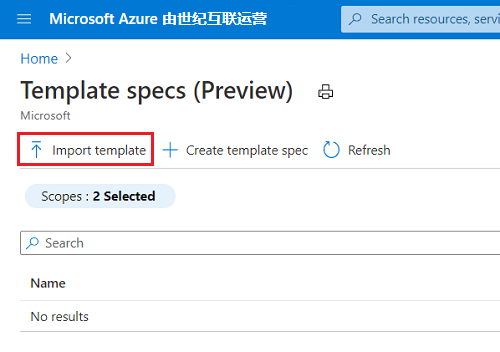 Microsoft Azure 由世纪互联运营
Search resources, servi
Home
Template specs (Preview)
Microsoft
Import template
Create template spec
Refresh
Scopes : 2 Selected
Search
Name
No results